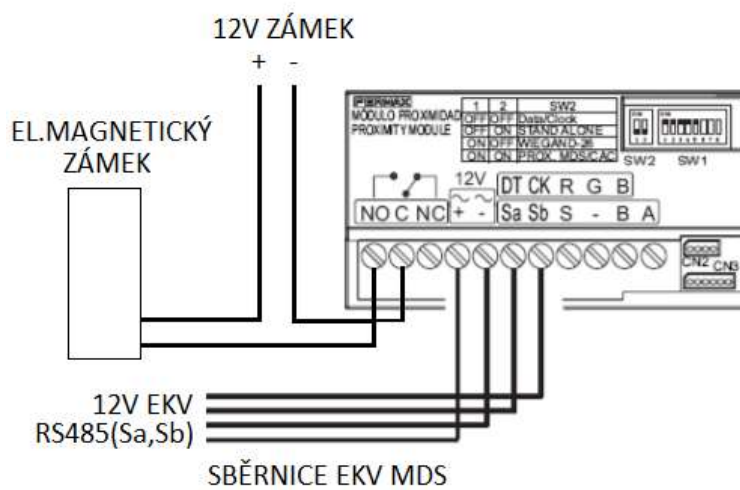 12V ZÁMEK
+ -
EL.MAGNETICKÝ
ZÁMEK
FERMAX
MÓDULO PROXIMIDAD
PROXIMITY MODULE
1 2 SW2
OFF OFF Data/Clock
OFF ON STAND ALONE
ON OFF WIEGAND-26
ON ON PROX. MDS/CAC
SW2 SW1
12V
DT CK R G B
NO C NC + - Sa Sb S - B A
CN2
CN3
12V EKV
RS485(Sa,Sb)
SBĚRNICE EKV MDS